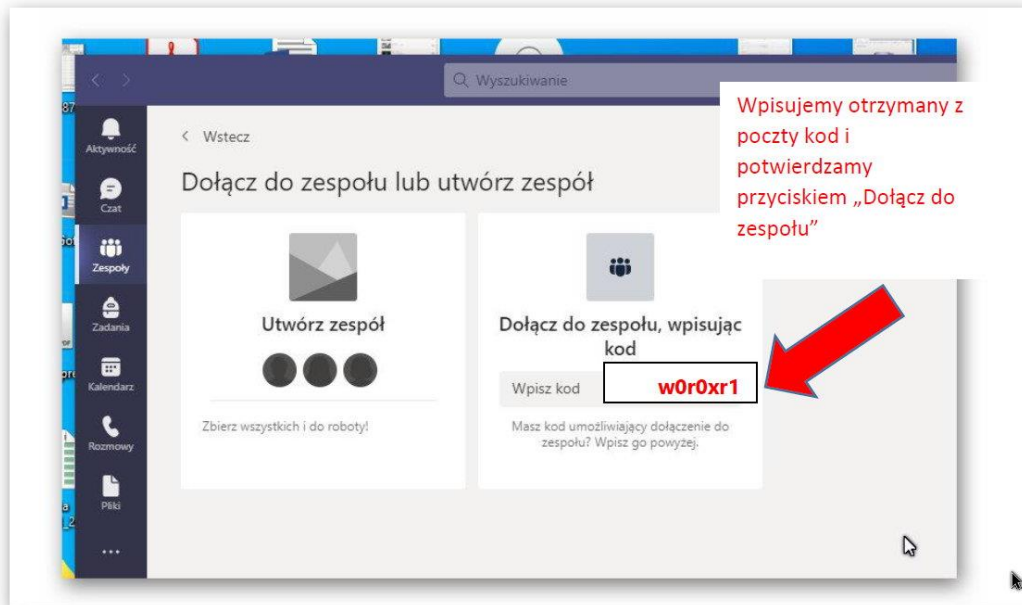 Wyszukiwanie
Wpisujemy otrzymany z
poczty kod i
potwierdzamy
przyciskiem „Dołącz do
zespołu”
87
Aktywność
Czat
Zespoły
Zadania
Kalendarz
Rozmowy
Pliki
Wstecz
Dołącz do zespołu lub utwórz zespół
Utwórz zespół
Zbierz wszystkich i do roboty!
Dołącz do zespołu, wpisując
kod
Wpisz kod w0r0xr1
Masz kod umożliwiający dołączenie do
zespołu? Wpisz go powyżej.